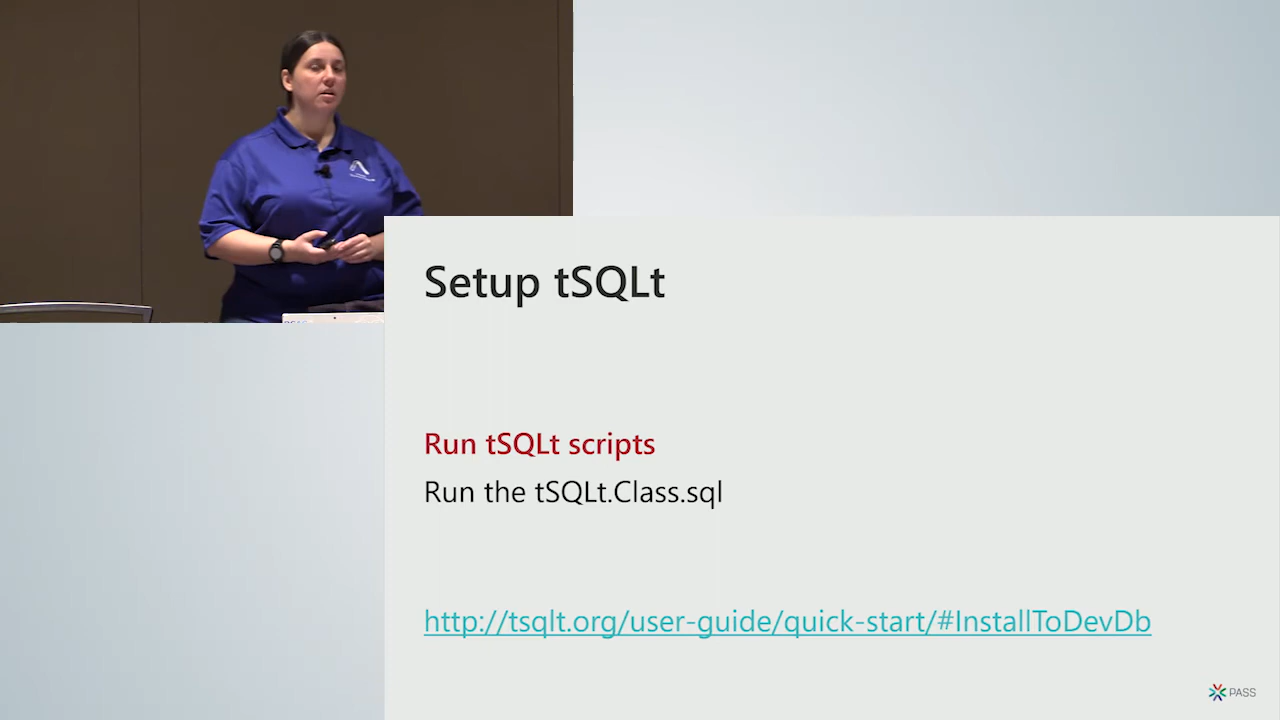 Setup tSQLt
Run tSQLt scripts
Run the tSQLt.Class.sql
http://tsqlt.org/user-guide/quick-start/#InstallToDevDb
PASS